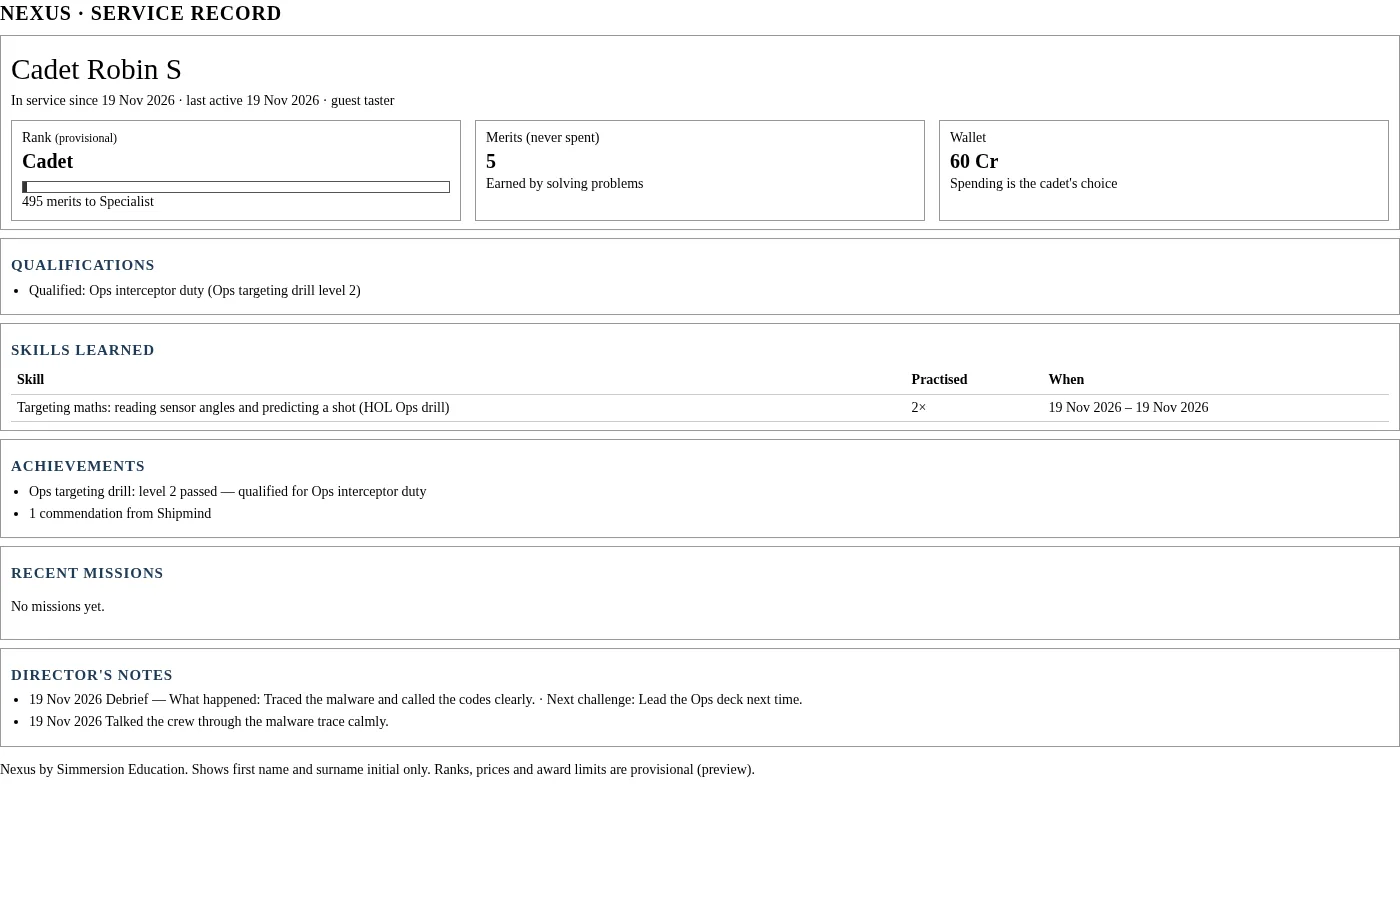 NEXUS · SERVICE RECORD
Cadet Robin S
In service since 19 Nov 2026 · last active 19 Nov 2026 · guest taster
Rank (provisional)
Cadet
495 merits to Specialist
Merits (never spent)
5
Earned by solving problems
Wallet
60 Cr
Spending is the cadet's choice
QUALIFICATIONS
• Qualified: Ops interceptor duty (Ops targeting drill level 2)
SKILLS LEARNED
Skill Practised When
Targeting maths: reading sensor angles and predicting a shot (HOL Ops drill) 2× 19 Nov 2026 – 19 Nov 2026
ACHIEVEMENTS
• Ops targeting drill: level 2 passed — qualified for Ops interceptor duty
• 1 commendation from Shipmind
RECENT MISSIONS
No missions yet.
DIRECTOR'S NOTES
• 19 Nov 2026 Debrief — What happened: Traced the malware and called the codes clearly. · Next challenge: Lead the Ops deck next time.
• 19 Nov 2026 Talked the crew through the malware trace calmly.
Nexus by Simmersion Education. Shows first name and surname initial only. Ranks, prices and award limits are provisional (preview).